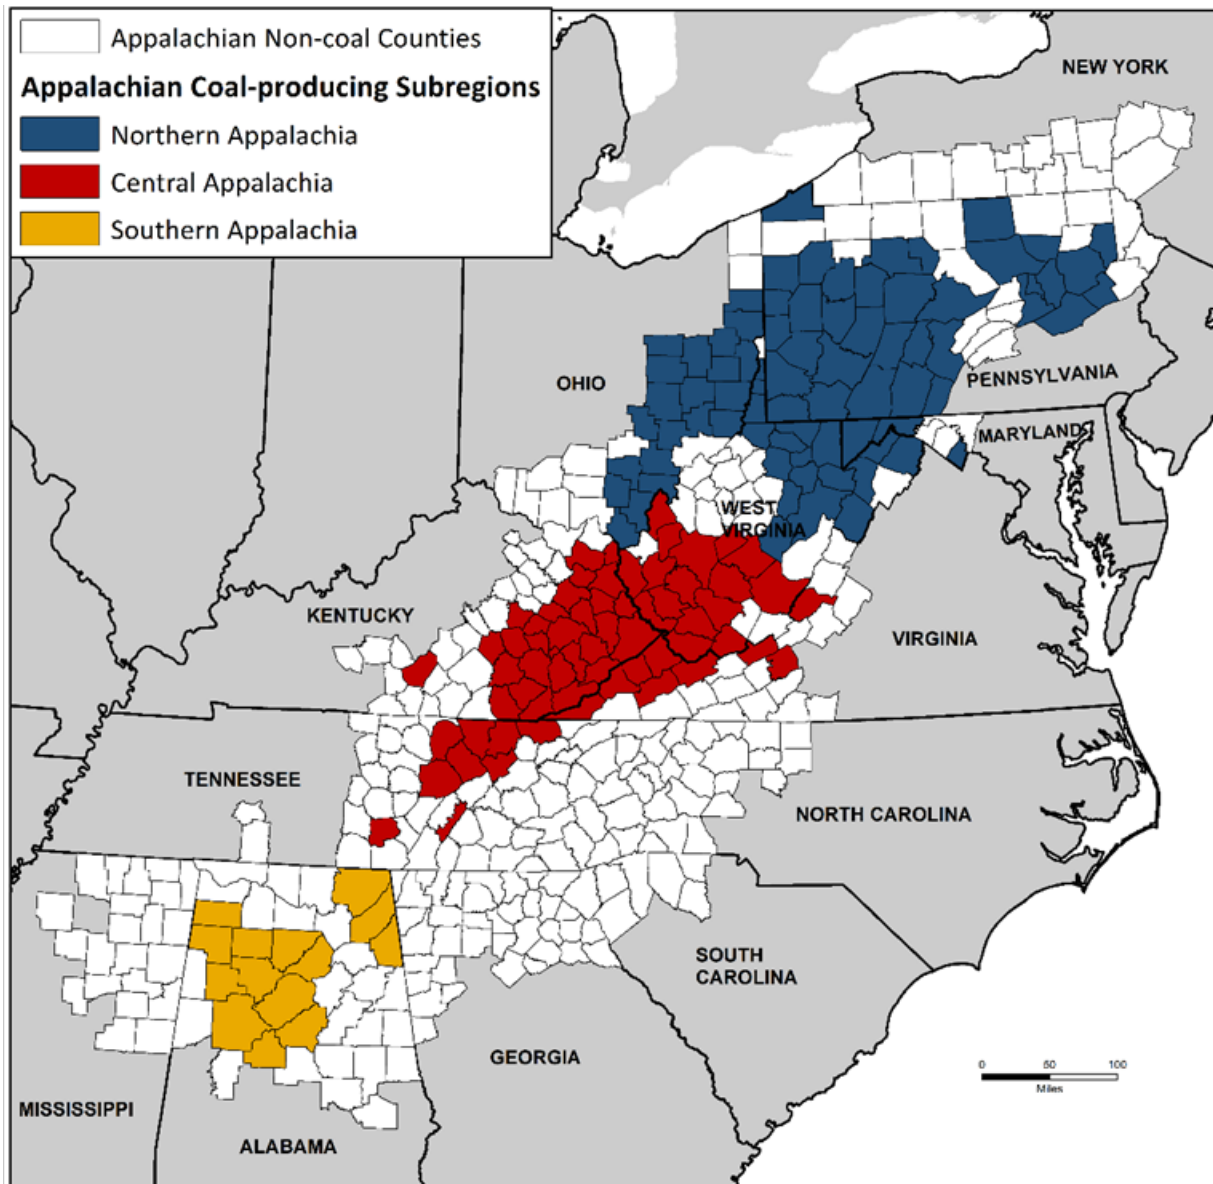 Appalachian Non-coal Counties
Appalachian Coal-producing Subregions
Northern Appalachia
Central Appalachia
Southern Appalachia
NEW YORK
OHIO
PENNSYLVANIA
MARYLAND
WEST
VIRGINIA
KENTUCKY
VIRGINIA
TENNESSEE
NORTH CAROLINA
SOUTH
CAROLINA
GEORGIA
MISSISSIPPI
ALABAMA
0 50 100
Miles